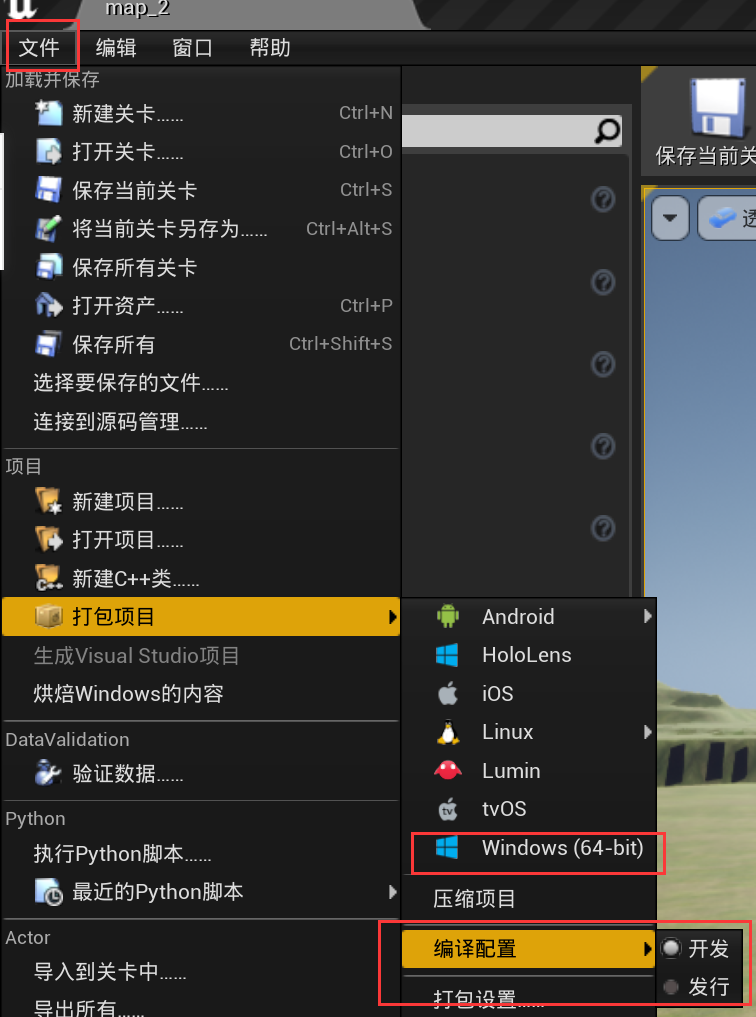 map_2
文件 编辑 窗口 帮助
加载并保存
新建关卡…… Ctrl+N
打开关卡…… Ctrl+O
保存当前关卡 Ctrl+S
将当前关卡另存为…… Ctrl+Alt+S
保存所有关卡
打开资产…… Ctrl+P
保存所有 Ctrl+Shift+S
选择要保存的文件……
连接到源码管理……
保存当前关
透
项目
新建项目……
打开项目……
新建C++类……
打包项目
生成Visual Studio项目
烘焙Windows的内容
DataValidation
验证数据……
Python
执行Python脚本……
最近的Python脚本
Actor
导入到关卡中……
导出所有……
Android
HoloLens
iOS
Linux
Lumin
tvOS
Windows (64-bit)
压缩项目
编译配置
打包设置……
开发
发行